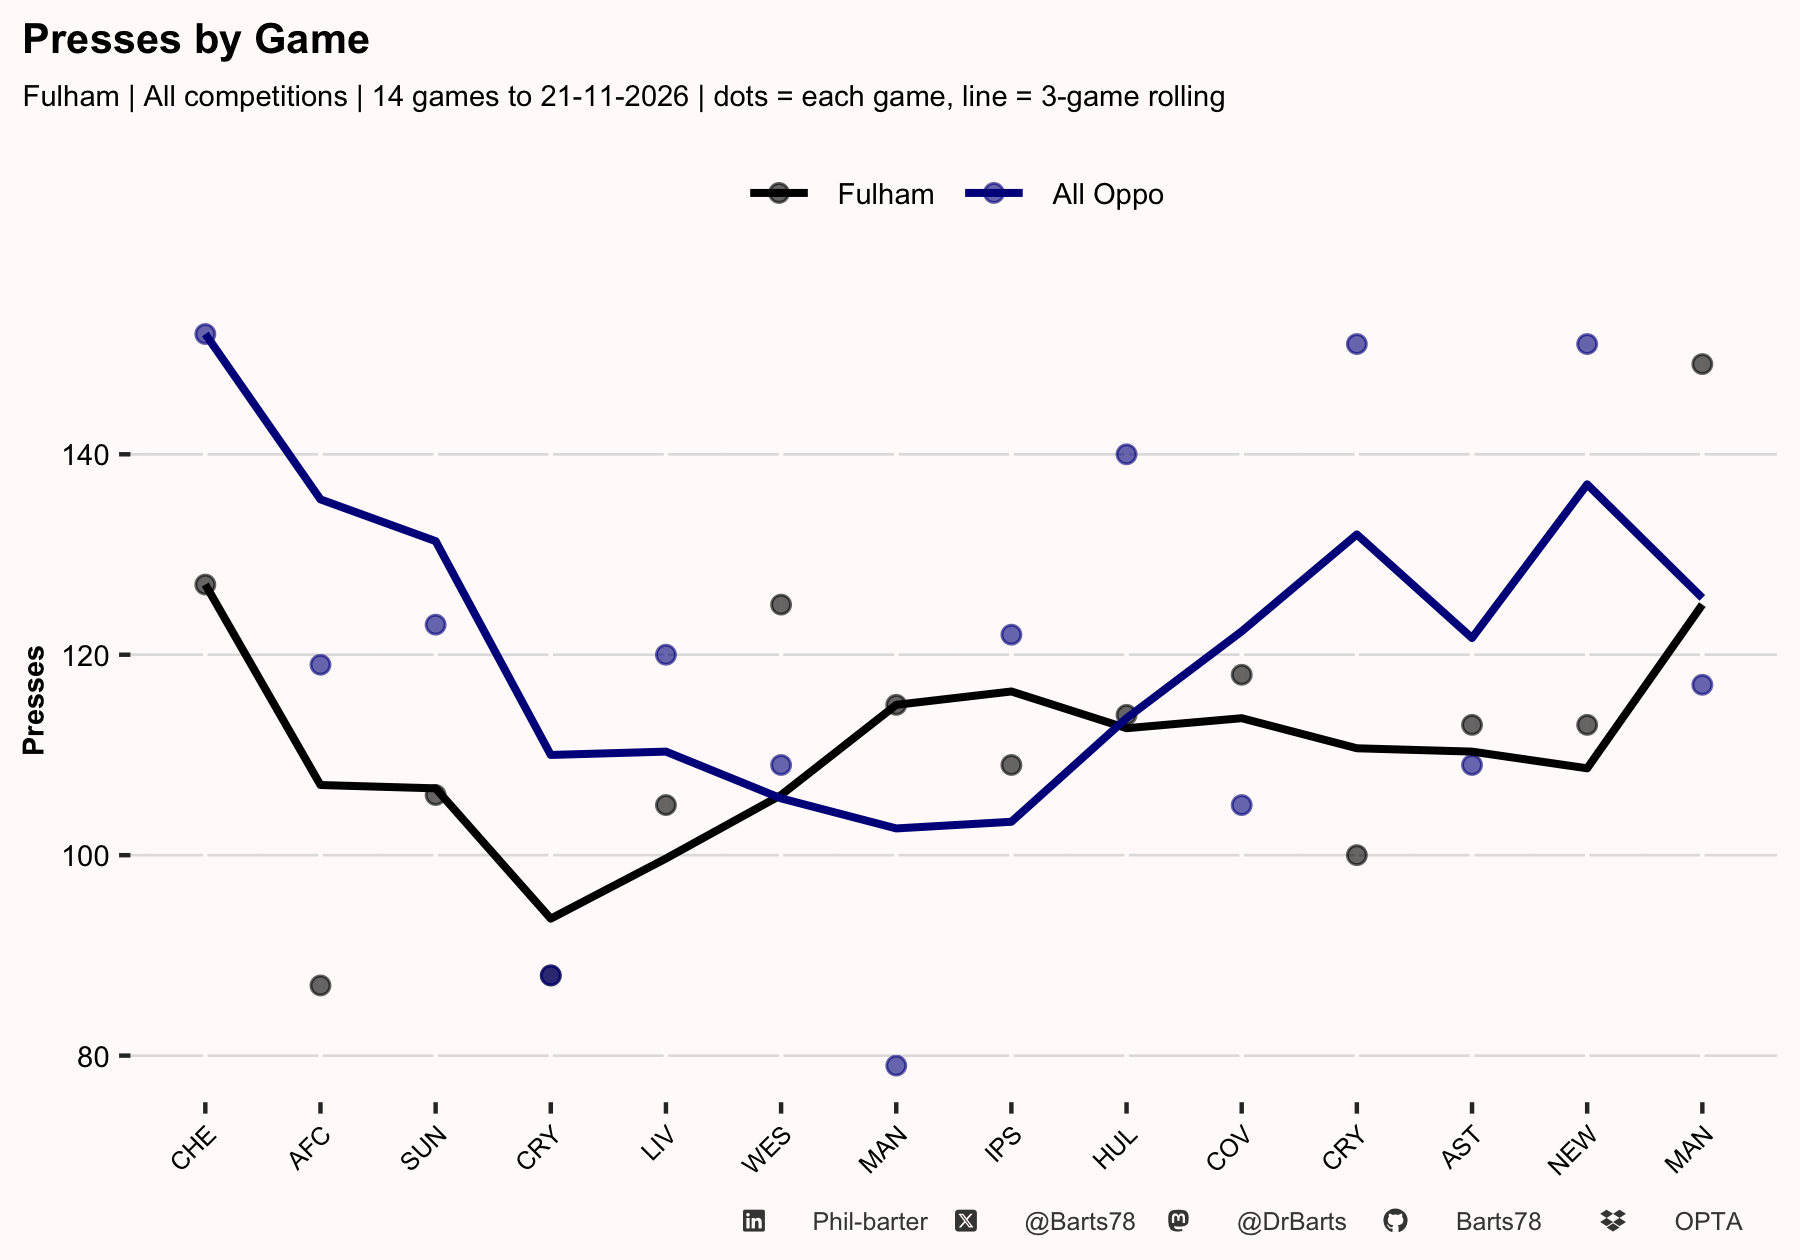 Presses by Game
Fulham | All competitions | 14 games to 21-11-2026 | dots = each game, line = 3-game rolling
Fulham All Oppo
Presses
140
120
100
80
CHE AFC SUN CRY LIV WES MAN IPS HUL COV CRY AST NEW MAN
Phil-barter @Barts78 @DrBarts Barts78 OPTA